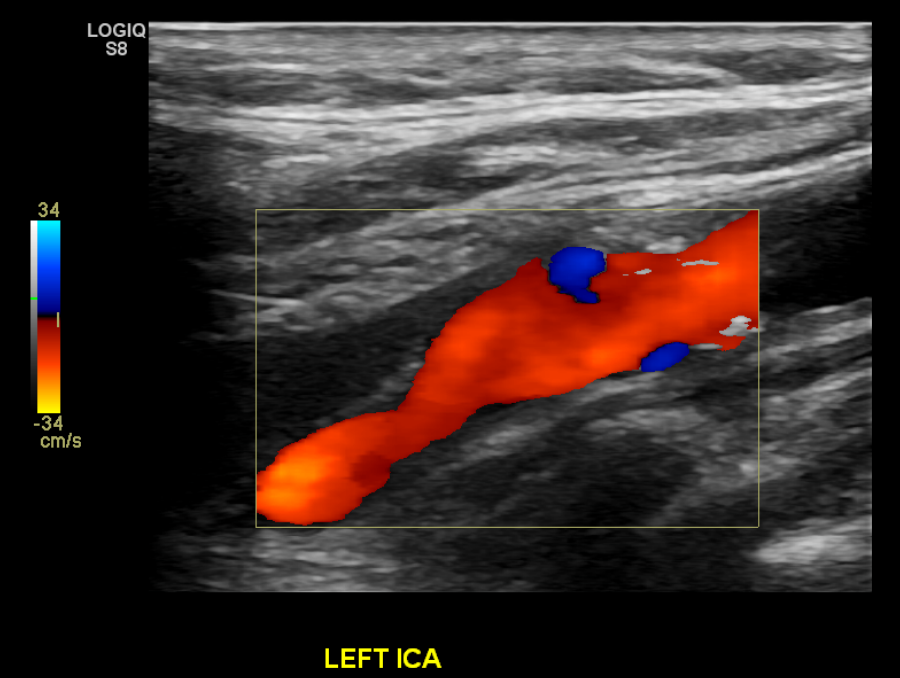 LOGIQ
S8
34
-34
cm/s
LEFT ICA